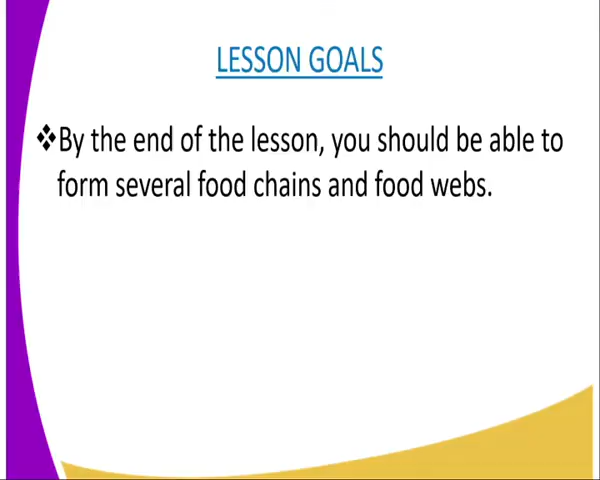 LESSON GOALS
❖By the end of the lesson, you should be able to
form several food chains and food webs.